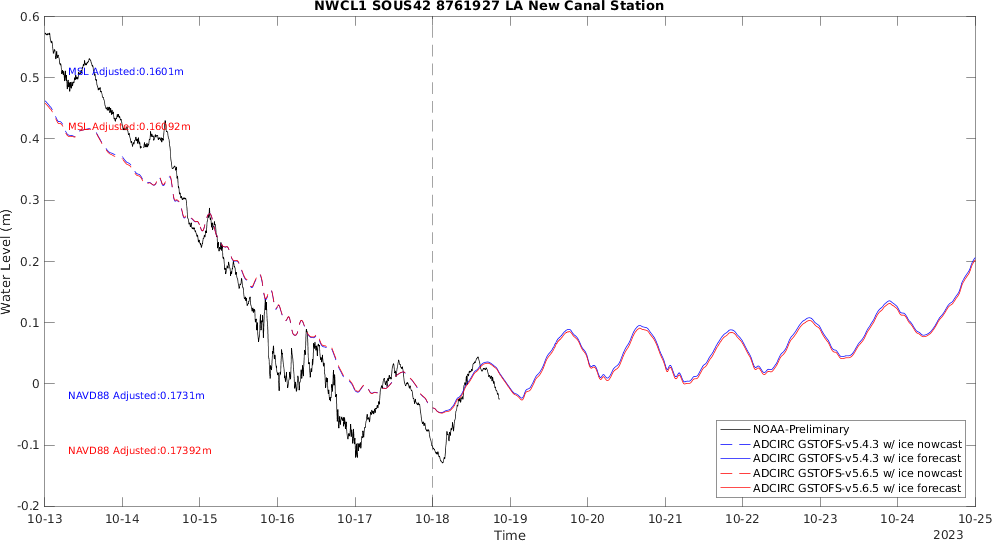 NWCL1 SOUS42 8761927 LA New Canal Station
Water Level (m)
0.6
0.5
0.4
0.3
0.2
0.1
0
-0.1
-0.2
MSL Adjusted:0.1601m
MSL Adjusted:0.16092m
NAVD88 Adjusted:0.1731m
NAVD88 Adjusted:0.17392m
NOAA-Preliminary
ADCIRC GSTOFS-v5.4.3 w/ ice nowcast
ADCIRC GSTOFS-v5.4.3 w/ ice forecast
ADCIRC GSTOFS-v5.6.5 w/ ice nowcast
ADCIRC GSTOFS-v5.6.5 w/ ice forecast
10-13 10-14 10-15 10-16 10-17 10-18 10-19 10-20 10-21 10-22 10-23 10-24 10-25
Time
2023